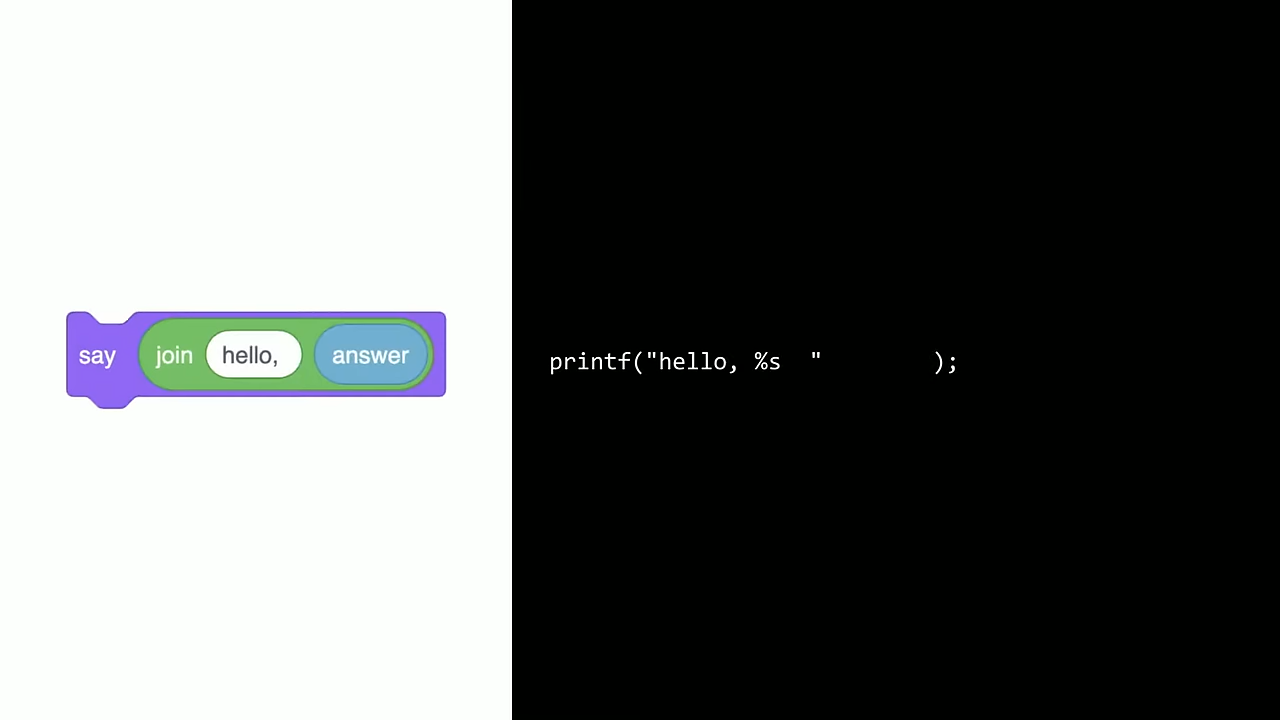 say join hello, answer
printf("hello, %s  "        );